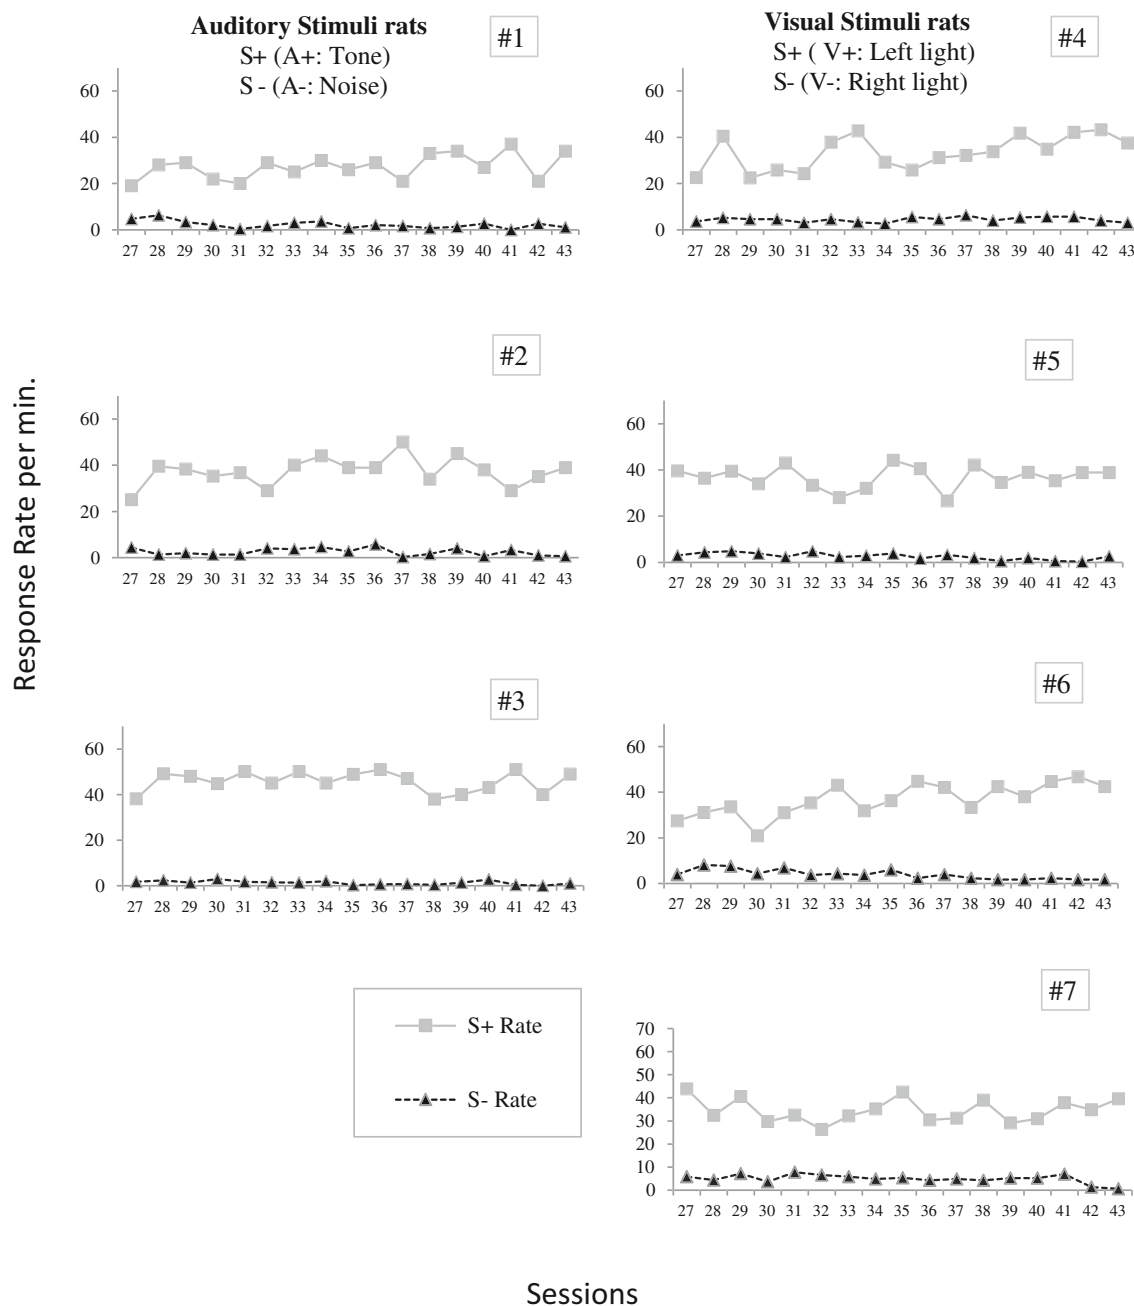 Auditory Stimuli rats
S+ (A+: Tone)
S - (A-: Noise)
#1
60
40
20
0
27 28 29 30 31 32 33 34 35 36 37 38 39 40 41 42 43
Visual Stimuli rats
S+ ( V+: Left light)
S- (V-: Right light)
#4
60
40
20
0
27 28 29 30 31 32 33 34 35 36 37 38 39 40 41 42 43
Response Rate per min.
#2
60
40
20
0
27 28 29 30 31 32 33 34 35 36 37 38 39 40 41 42 43
#5
60
40
20
0
27 28 29 30 31 32 33 34 35 36 37 38 39 40 41 42 43
#3
60
40
20
0
27 28 29 30 31 32 33 34 35 36 37 38 39 40 41 42 43
#6
60
40
20
0
27 28 29 30 31 32 33 34 35 36 37 38 39 40 41 42 43
S+ Rate
S- Rate
#7
70
60
50
40
30
20
10
0
27 28 29 30 31 32 33 34 35 36 37 38 39 40 41 42 43
Sessions